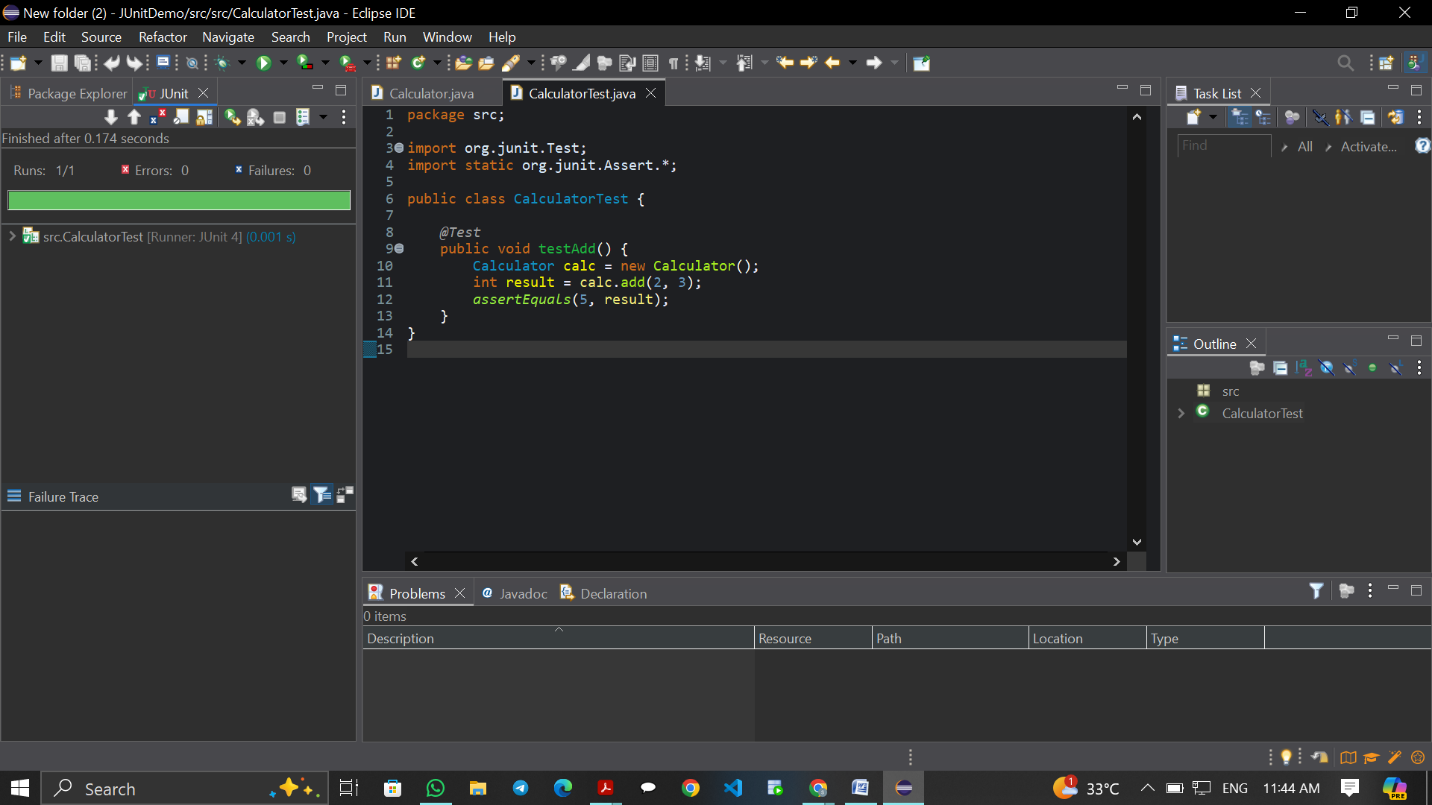 New folder (2) - JUnitDemo/src/src/CalculatorTest.java - Eclipse IDE
File Edit Source Refactor Navigate Search Project Run Window Help
Package Explorer JUnit
Finished after 0.174 seconds
Runs: 1/1 Errors: 0 Failures: 0
src.CalculatorTest [Runner: JUnit 4] (0.001 s)
Failure Trace
Calculator.java CalculatorTest.java
1 package src;
2
3 import org.junit.Test;
4 import static org.junit.Assert.*;
5
6 public class CalculatorTest {
7
8 @Test
9 public void testAdd() {
10 Calculator calc = new Calculator();
11 int result = calc.add(2, 3);
12 assertEquals(5, result);
13 }
14 }
15
Task List
Find All Activate...
Outline
src
CalculatorTest
Problems Javadoc Declaration
0 items
Description Resource Path Location Type
Search 1 33°C ENG 11:44 AM PRE